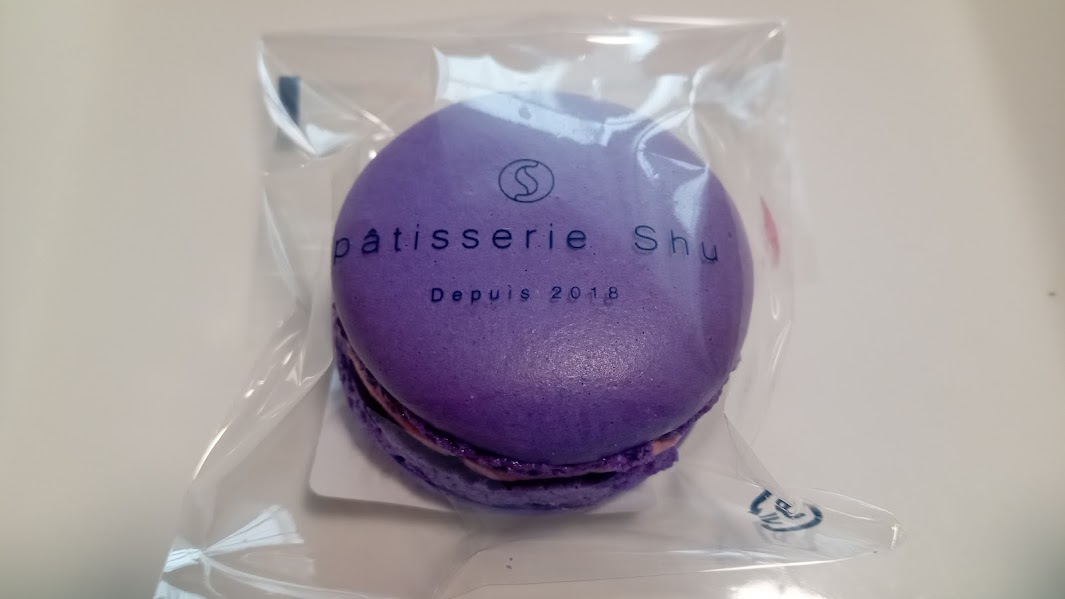 S
pâtisserie Shu
Depuis 2018